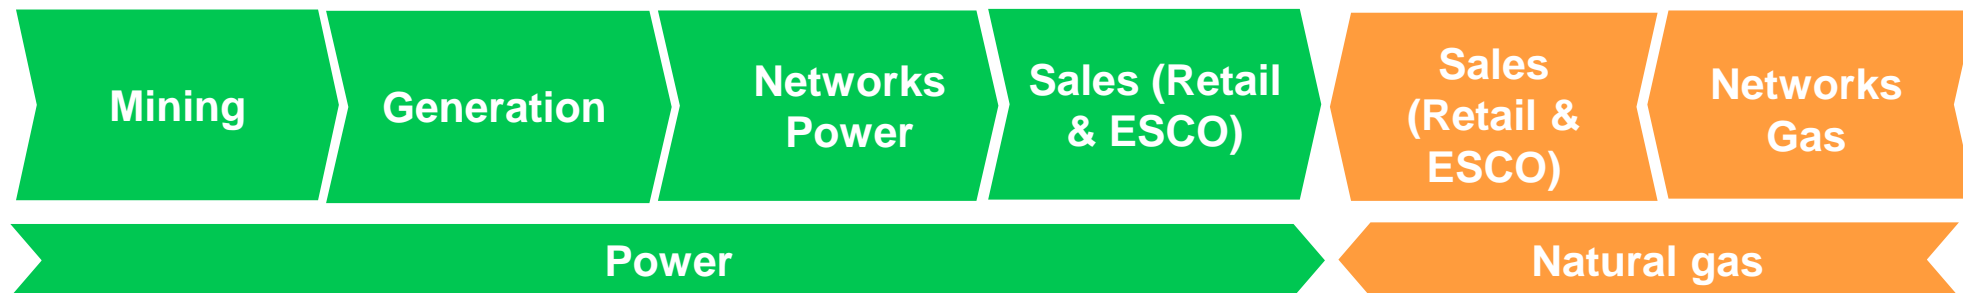 Mining
Generation
Networks
Power
Sales (Retail
& ESCO)
Sales
(Retail &
ESCO)
Networks
Gas
Power
Natural gas